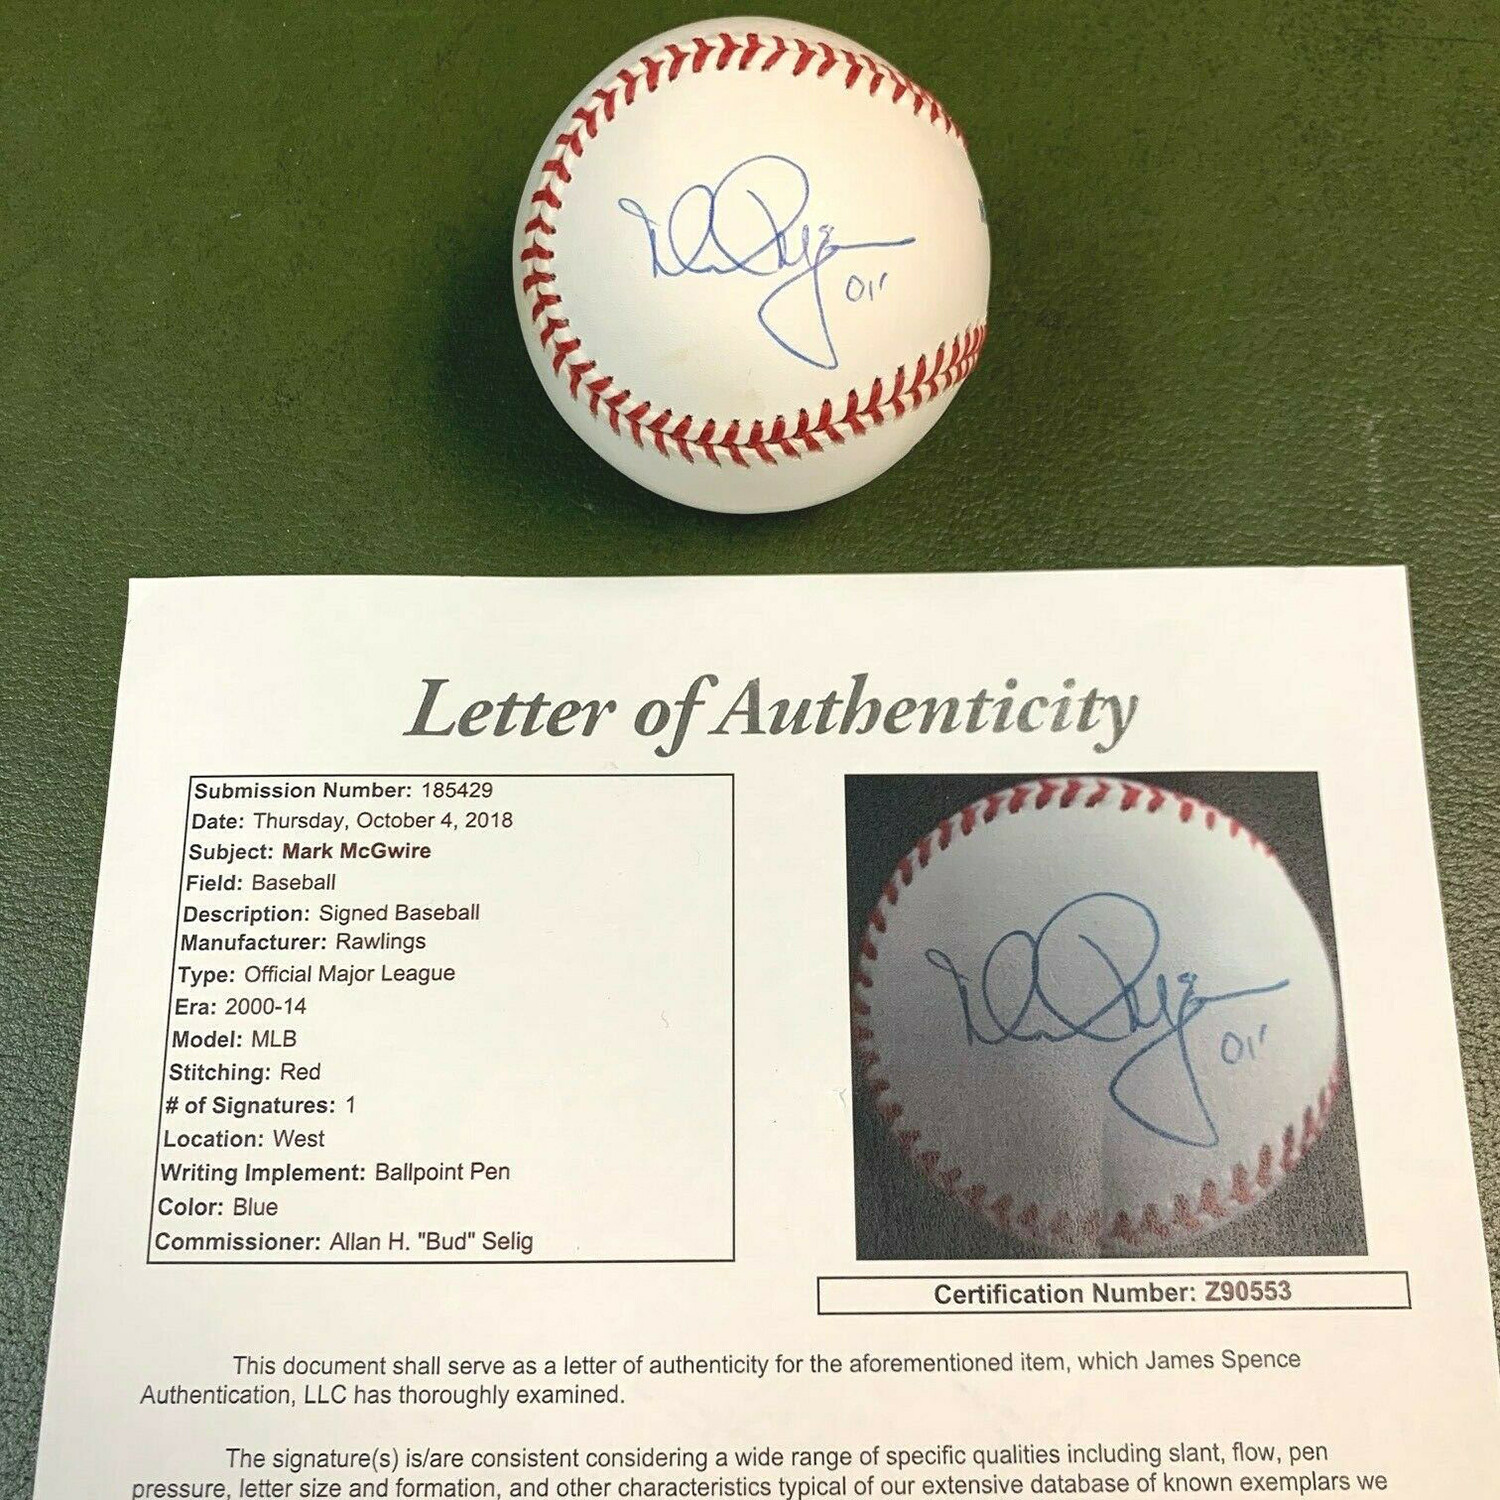 01'
Letter of Authenticity
Submission Number: 185429
Date: Thursday, October 4, 2018
Subject: Mark McGwire
Field: Baseball
Description: Signed Baseball
Manufacturer: Rawlings
Type: Official Major League
Era: 2000-14
Model: MLB
Stitching: Red
# of Signatures: 1
Location: West
Writing Implement: Ballpoint Pen
Color: Blue
Commissioner: Allan H. "Bud" Selig
01'
Certification Number: Z90553
This document shall serve as a letter of authenticity for the aforementioned item, which James Spence
Authentication, LLC has thoroughly examined.
The signature(s) is/are consistent considering a wide range of specific qualities including slant, flow, pen
pressure, letter size and formation, and other characteristics typical of our extensive database of known exemplars we